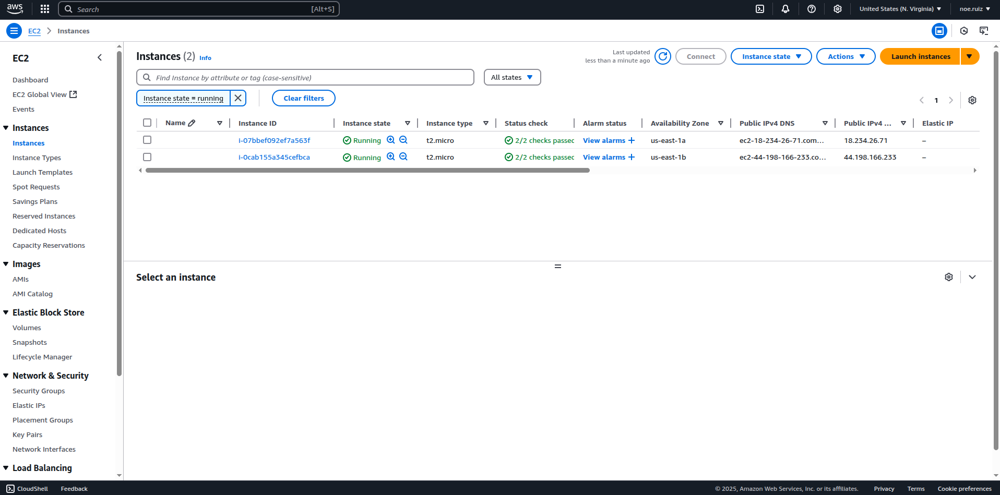 aws
Search [Alt+S]
United States (N. Virginia)
noe.ruiz
EC2
Instances
EC2
Dashboard
EC2 Global View
Events
Instances
Instances
Instance Types
Launch Templates
Spot Requests
Savings Plans
Reserved Instances
Dedicated Hosts
Capacity Reservations
Images
AMIs
AMI Catalog
Elastic Block Store
Volumes
Snapshots
Lifecycle Manager
Network & Security
Security Groups
Elastic IPs
Placement Groups
Key Pairs
Network Interfaces
Load Balancing
Instances (2) Info
Last updated
less than a minute ago
Connect
Instance state
Actions
Launch instances
Find Instance by attribute or tag (case-sensitive)
All states
Instance state = running
Clear filters
1
Name Instance ID Instance state Instance type Status check Alarm status Availability Zone Public IPv4 DNS Public IPv4 ... Elastic IP
i-07bbef092ef7a563f Running t2.micro 2/2 checks passec View alarms + us-east-1a ec2-18-234-26-71.com... 18.234.26.71 –
i-0cab155a345cefbca Running t2.micro 2/2 checks passec View alarms + us-east-1b ec2-44-198-166-233.co... 44.198.166.233 –
Select an instance
CloudShell Feedback © 2025, Amazon Web Services, Inc. or its affiliates. Privacy Terms Cookie preferences